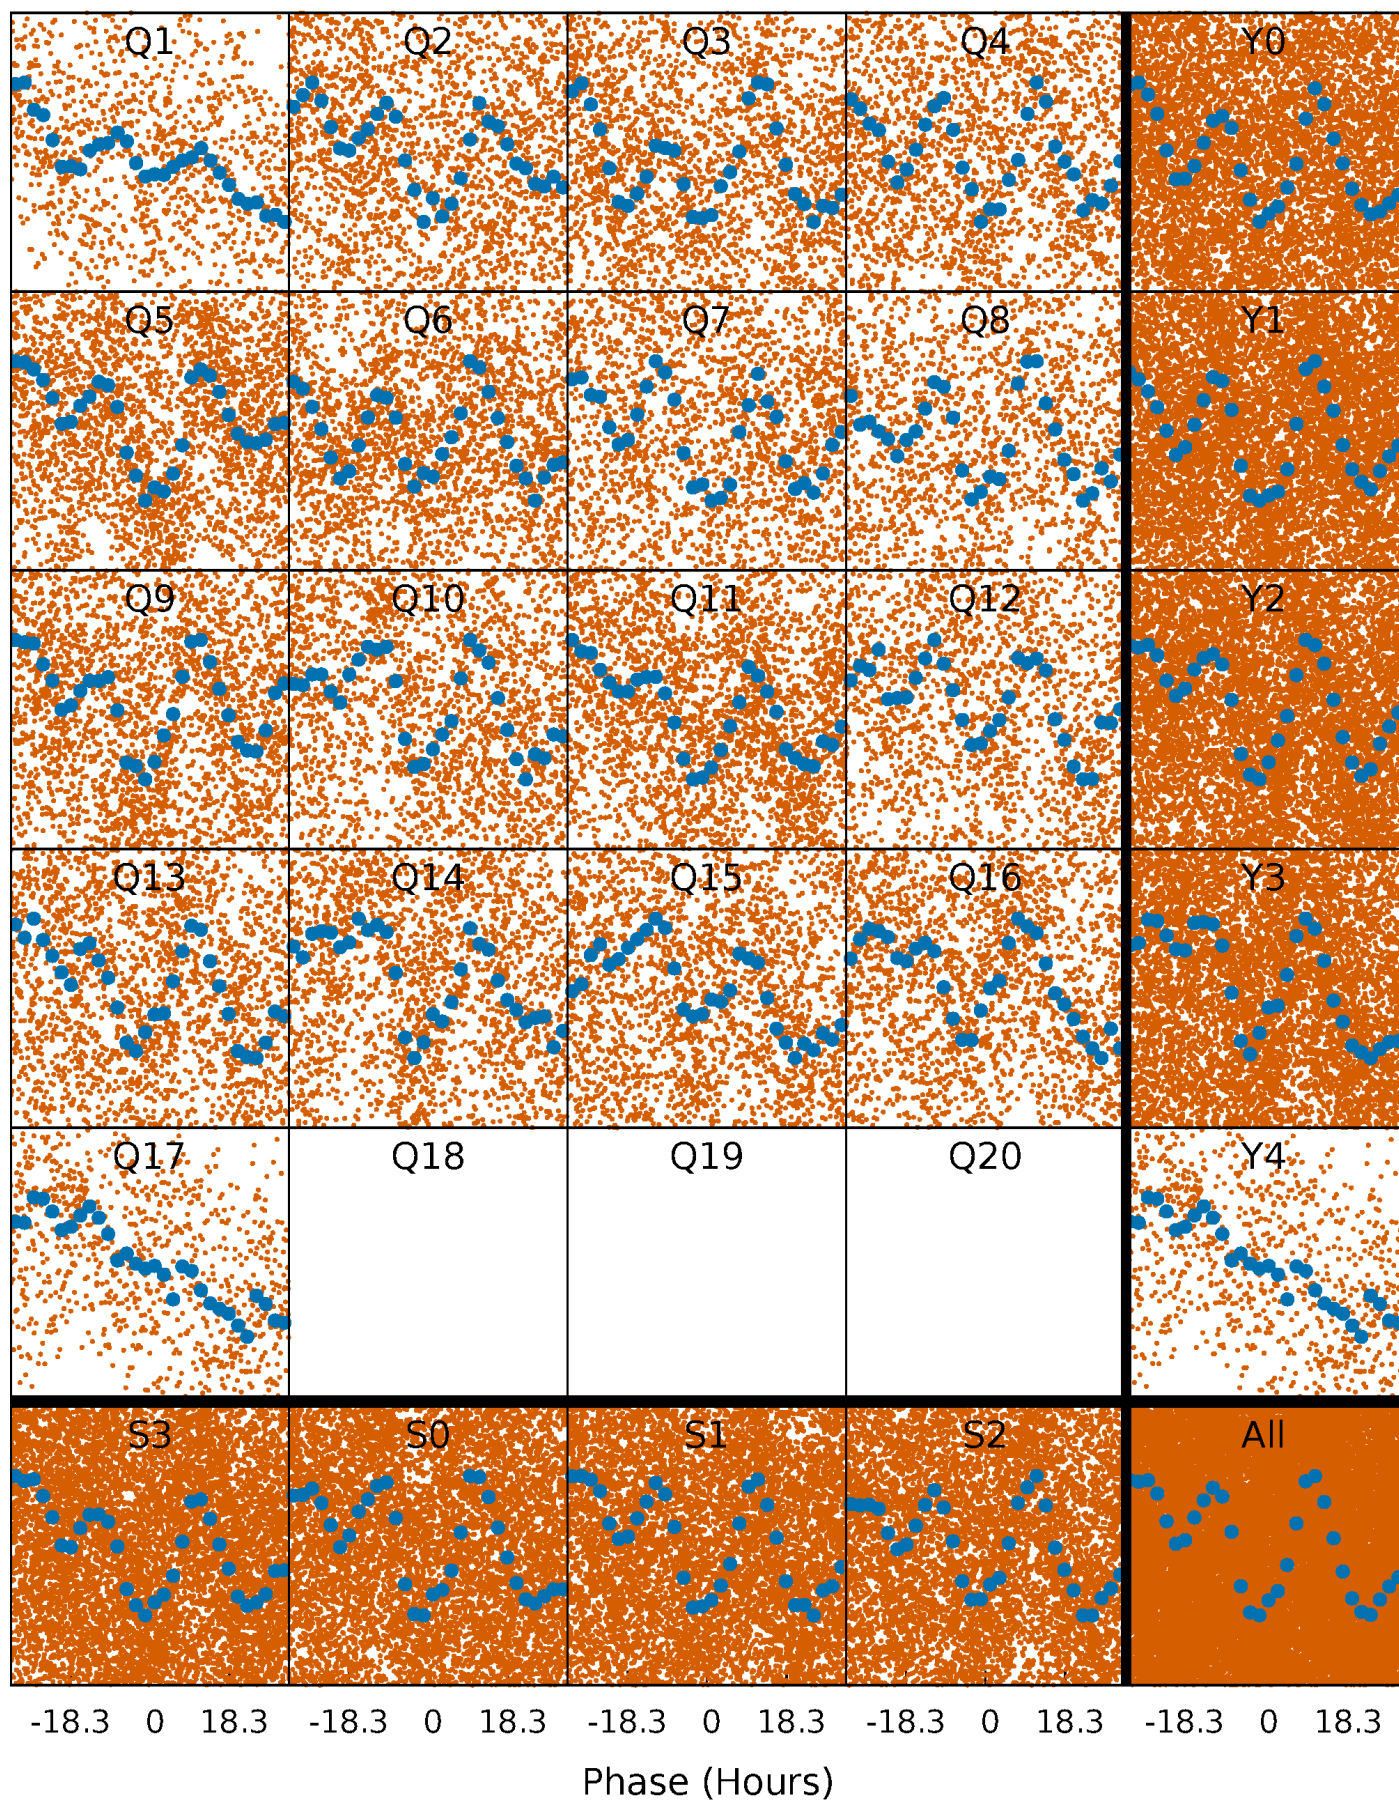 Q1 Q2 Q3 Q4 Y0
Q5 Q6 Q7 Q8 Y1
Q9 Q10 Q11 Q12 Y2
Q13 Q14 Q15 Q16 Y3
Q17 Q18 Q19 Q20 Y4
S3 S0 S1 S2 All
-18.3 0 18.3 -18.3 0 18.3 -18.3 0 18.3 -18.3 0 18.3 -18.3 0 18.3
Phase (Hours)